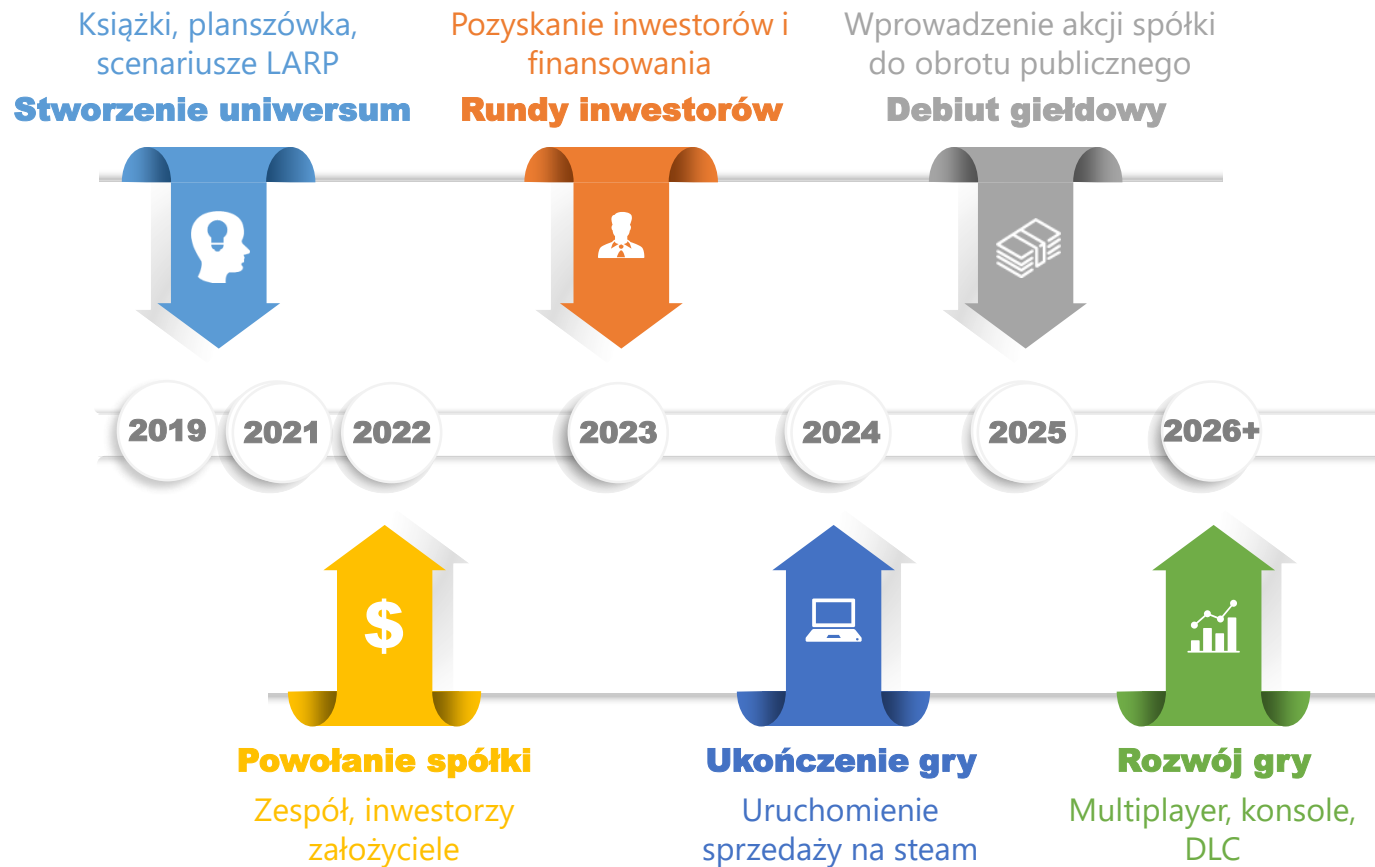 Książki, planszówka,
scenariusze LARP
Stworzenie uniwersum
Pozyskanie inwestorów i
finansowania
Rundy inwestorów
Wprowadzenie akcji spółki
do obrotu publicznego
Debiut giełdowy
2019
2021
2022
2023
2024
2025
2026+
$
Powołanie spółki
Zespół, inwestorzy
założyciele
Ukończenie gry
Uruchomienie
sprzedaży na steam
Rozwój gry
Multiplayer, konsole,
DLC